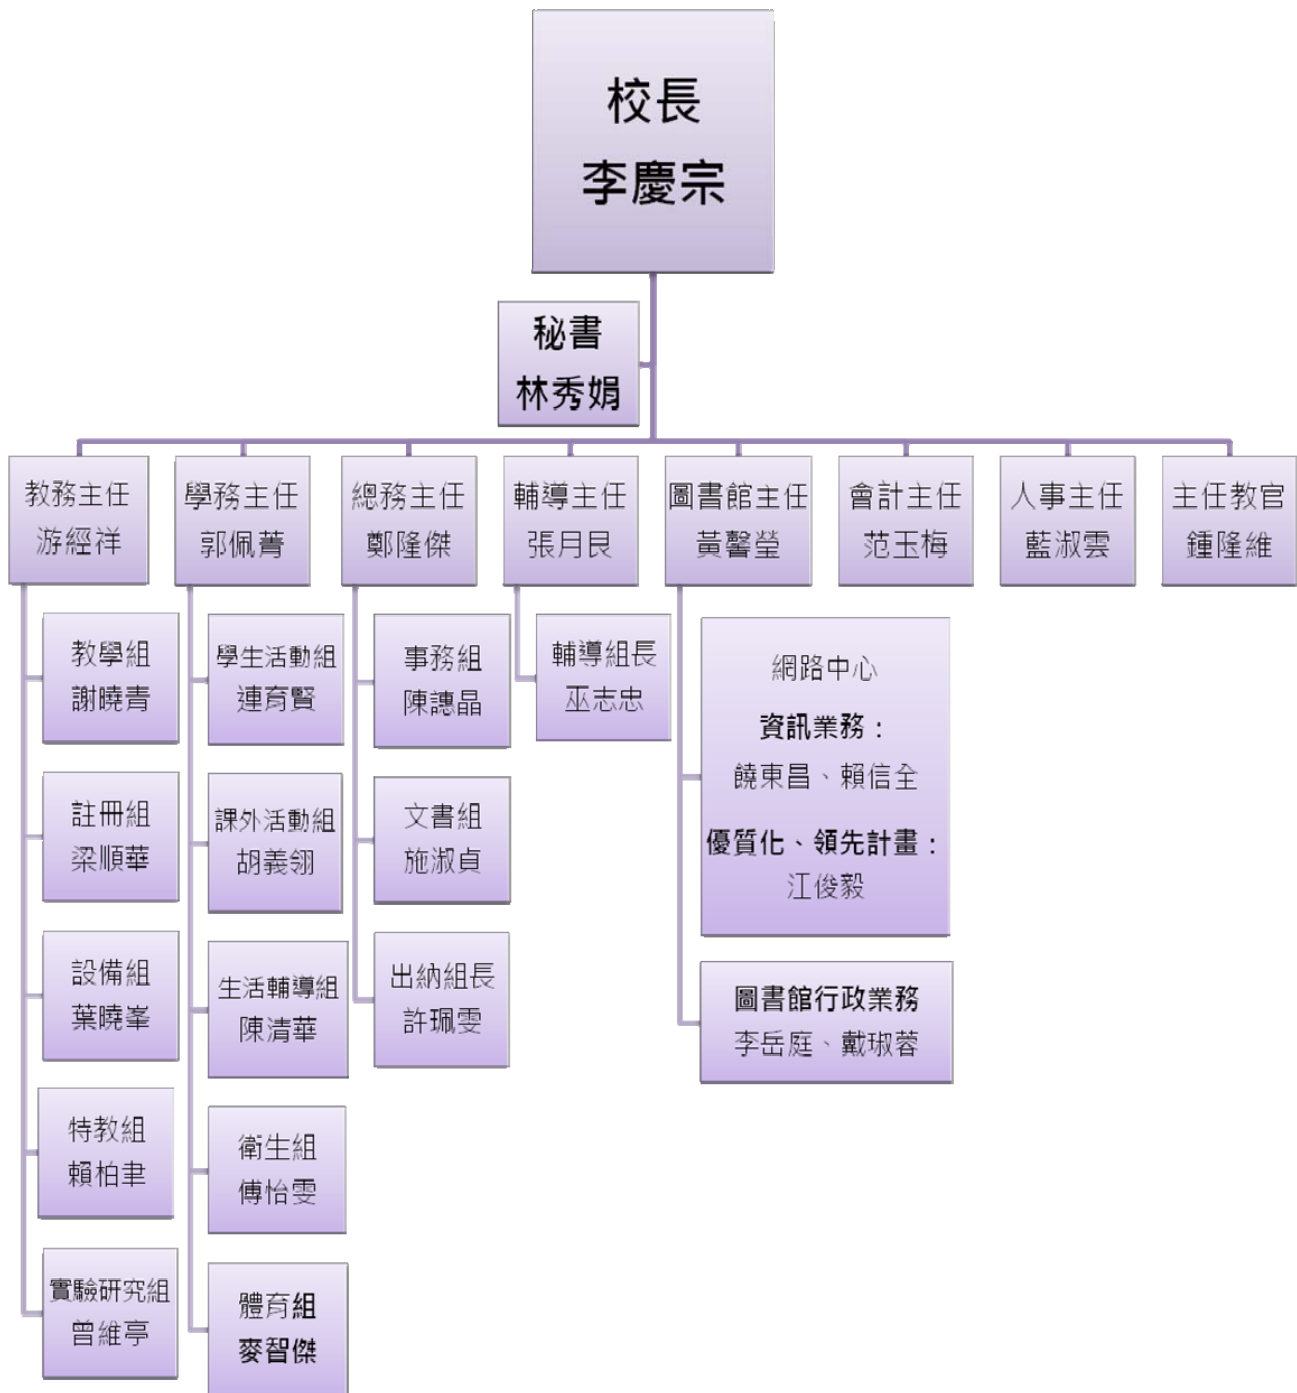 校長
李慶宗
秘書
林秀娟
教務主任
游經祥
學務主任
郭佩菁
總務主任
鄭隆傑
輔導主任
張月艮
圖書館主任
黃馨瑩
會計主任
范玉梅
人事主任
藍淑雲
主任教官
鍾隆維
教學組
謝曉青
註冊組
梁順華
設備組
葉曉峯
特教組
賴柏聿
實驗研究組
曾維亭
學生活動組
連育賢
課外活動組
胡義翎
生活輔導組
陳清華
衛生組
傅怡雯
體育組
麥智傑
事務組
陳譓晶
文書組
施淑貞
出納組長
許珮雯
輔導組長
巫志忠
網路中心
資訊業務：
饒東昌、賴信全
優質化、領先計畫：
江俊毅
圖書館行政業務
李岳庭、戴琡蓉